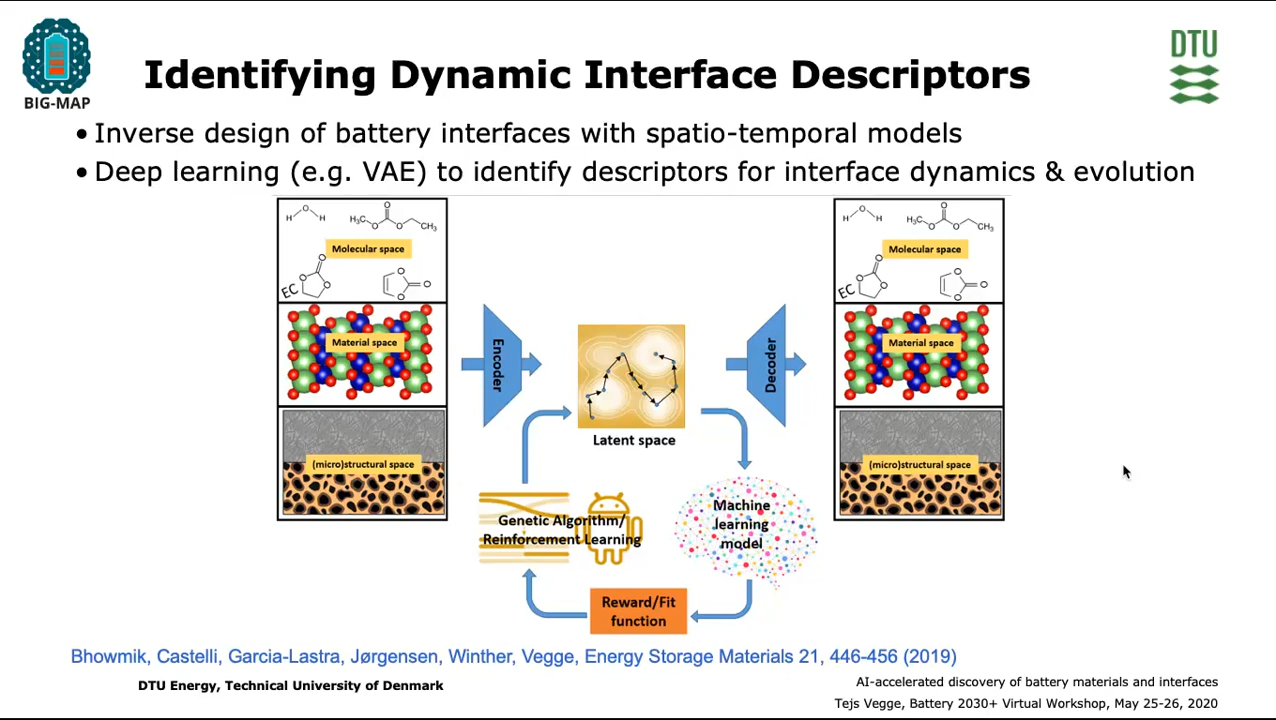 BIG-MAP
DTU
Identifying Dynamic Interface Descriptors
• Inverse design of battery interfaces with spatio-temporal models
• Deep learning (e.g. VAE) to identify descriptors for interface dynamics & evolution
H O H
H₃C O O O CH₃
Molecular space
EC O O O
O O O
Material space
(micro)structural space
Encoder
Latent space
Decoder
Genetic Algorithm/
Reinforcement Learning
Machine
learning
model
Reward/Fit
function
H O H
H₃C O O O CH₃
Molecular space
EC O O O
O O O
Material space
(micro)structural space
Bhowmik, Castelli, Garcia-Lastra, Jørgensen, Winther, Vegge, Energy Storage Materials 21, 446-456 (2019)
DTU Energy, Technical University of Denmark
AI-accelerated discovery of battery materials and interfaces
Tejs Vegge, Battery 2030+ Virtual Workshop, May 25-26, 2020